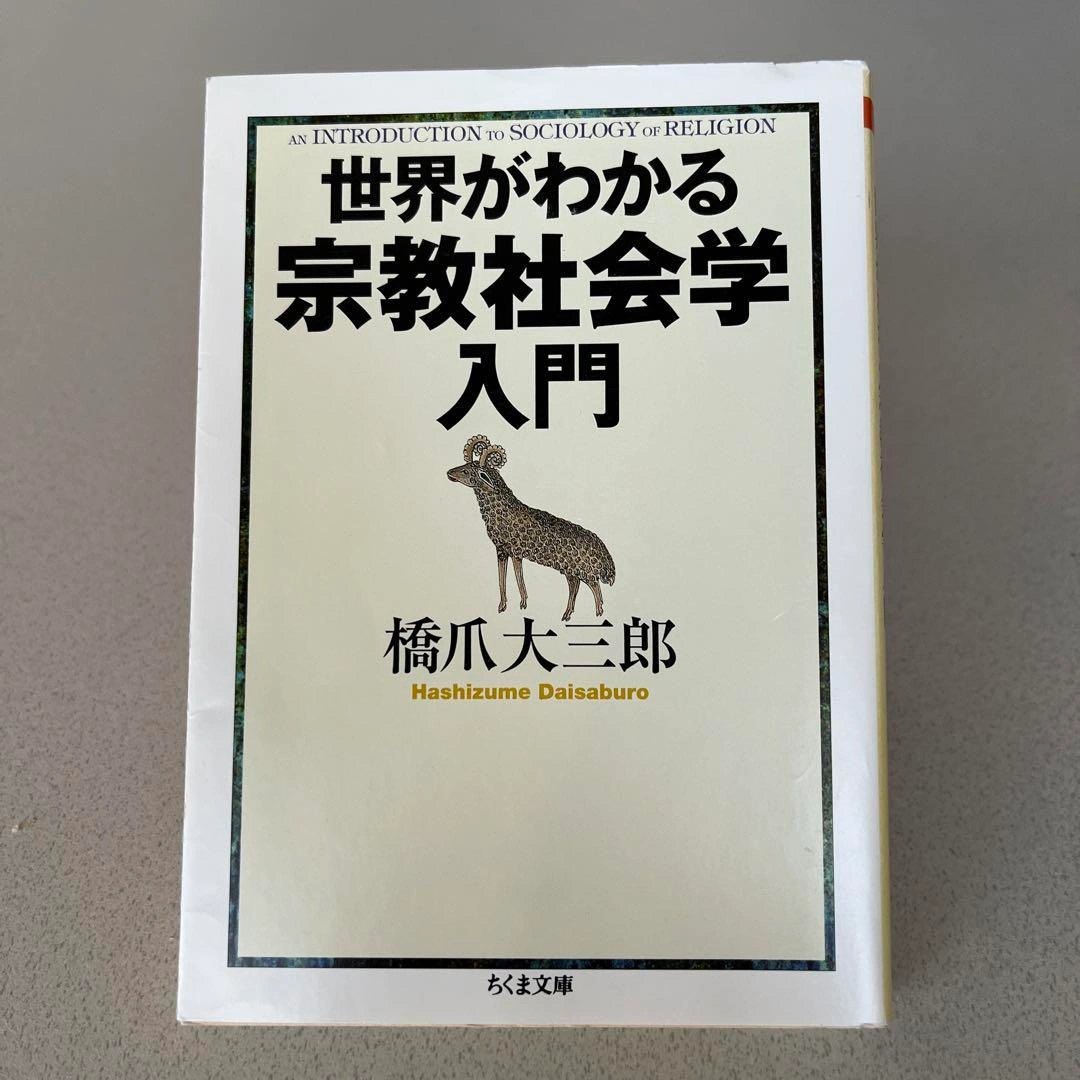 AN INTRODUCTION TO SOCIOLOGY OF RELIGION
世界がわかる
宗教社会学
入門
橋爪大三郎
Hashizume Daisaburo
ちくま文庫